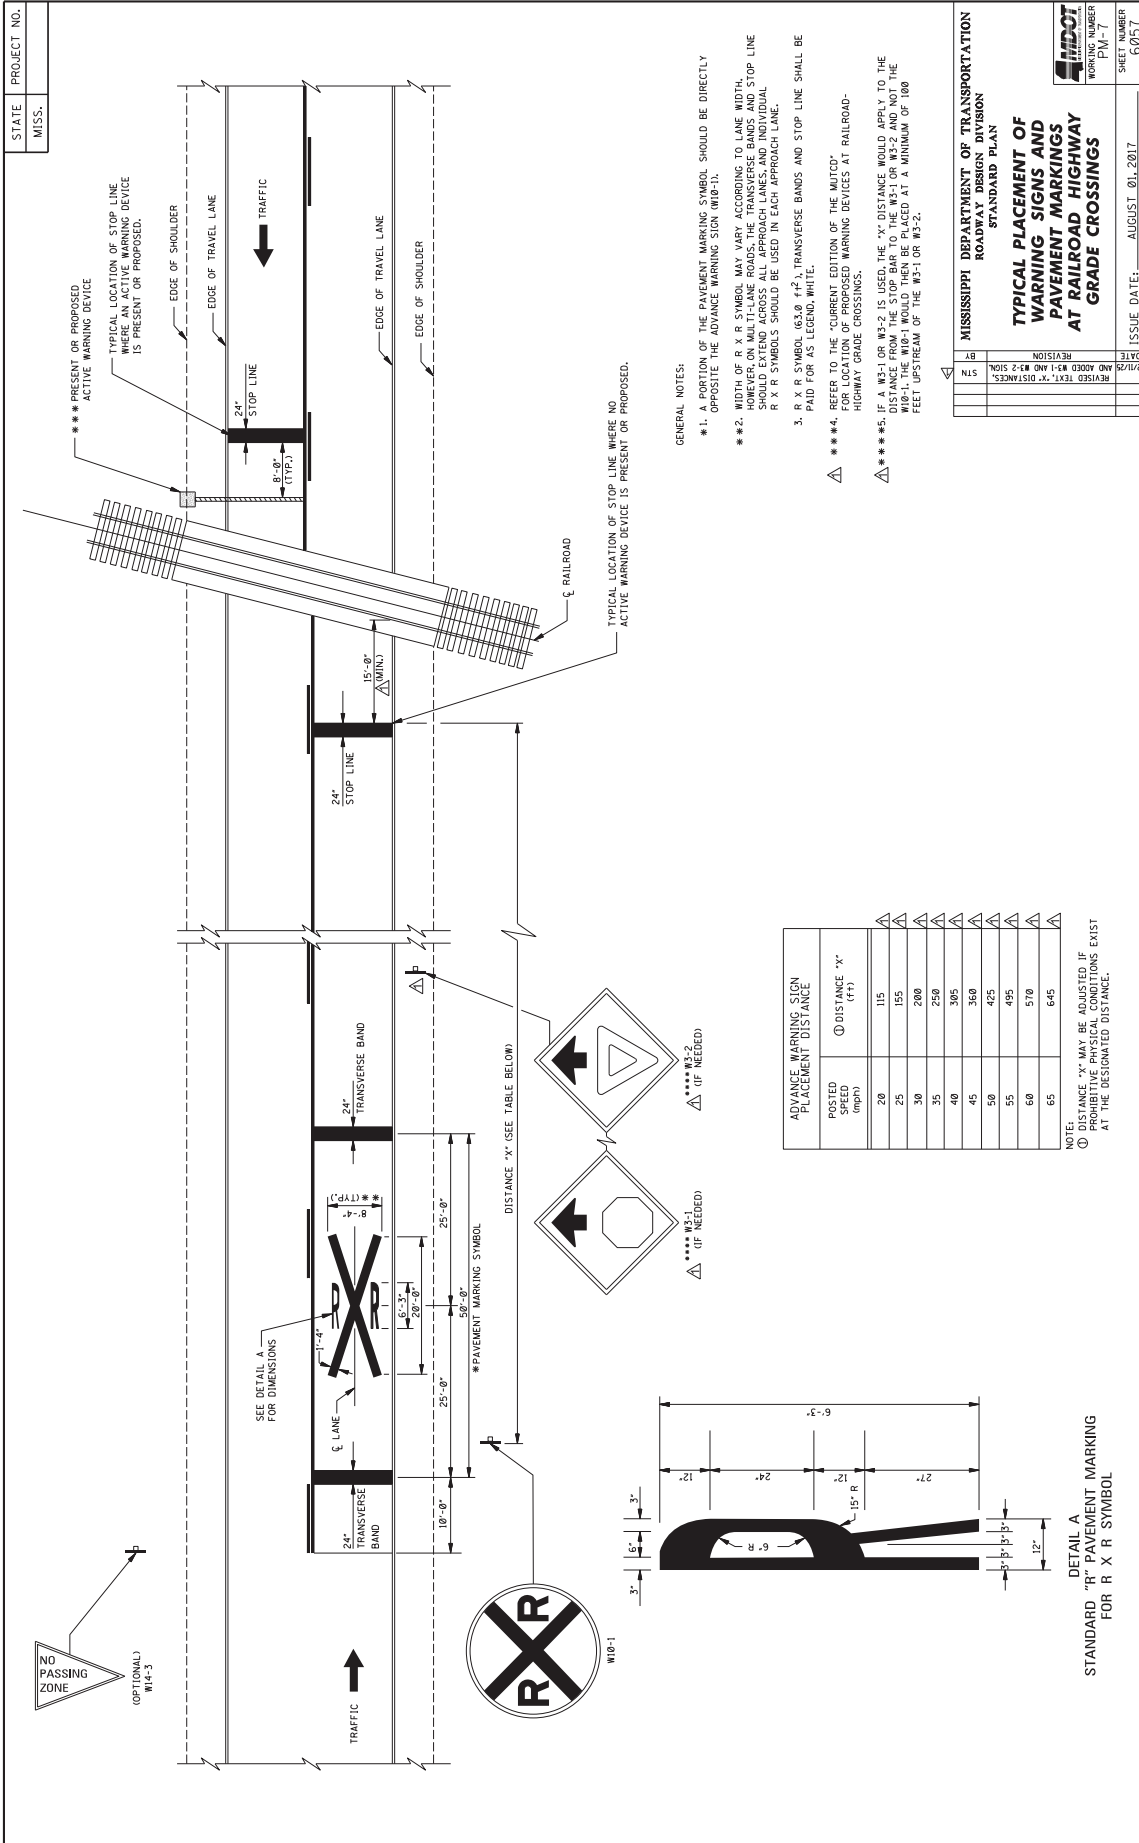 STATE PROJECT NO.
MISS.
NO
PASSING
ZONE
(OPTIONAL)
W14-3
*** PRESENT OR PROPOSED
ACTIVE WARNING DEVICE
TYPICAL LOCATION OF STOP LINE
WHERE AN ACTIVE WARNING DEVICE
IS PRESENT OR PROPOSED.
EDGE OF SHOULDER
EDGE OF TRAVEL LANE
TRAFFIC
24"
STOP LINE
8'-0"
(TYP.)
EDGE OF TRAVEL LANE
EDGE OF SHOULDER
SEE DETAIL A
FOR DIMENSIONS
℄ LANE
1'-4"
R
R
8'-4"
** (TYP.)
6'-3"
20'-0"
24"
TRANSVERSE
BAND
24"
TRANSVERSE BAND
10'-0"
25'-0"
25'-0"
50'-0"
*PAVEMENT MARKING SYMBOL
TRAFFIC
24"
STOP LINE
15'-0"
(MIN.)
1
℄ RAILROAD
TYPICAL LOCATION OF STOP LINE WHERE NO
ACTIVE WARNING DEVICE IS PRESENT OR PROPOSED.
DISTANCE "X" (SEE TABLE BELOW)
1
R R
W10-1
1 **** W3-1
(IF NEEDED)
1 **** W3-2
(IF NEEDED)
GENERAL NOTES:
*1. A PORTION OF THE PAVEMENT MARKING SYMBOL SHOULD BE DIRECTLY
OPPOSITE THE ADVANCE WARNING SIGN (W10-1).
**2. WIDTH OF R X R SYMBOL MAY VARY ACCORDING TO LANE WIDTH.
HOWEVER, ON MULTI-LANE ROADS, THE TRANSVERSE BANDS AND STOP LINE
SHOULD EXTEND ACROSS ALL APPROACH LANES, AND INDIVIDUAL
R X R SYMBOLS SHOULD BE USED IN EACH APPROACH LANE.
3. R X R SYMBOL (63.0 ft²), TRANSVERSE BANDS AND STOP LINE SHALL BE
PAID FOR AS LEGEND, WHITE.
1 ***4. REFER TO THE "CURRENT EDITION OF THE MUTCD"
FOR LOCATION OF PROPOSED WARNING DEVICES AT RAILROAD-
HIGHWAY GRADE CROSSINGS.
1 ****5. IF A W3-1 OR W3-2 IS USED, THE "X" DISTANCE WOULD APPLY TO THE
DISTANCE FROM THE STOP BAR TO THE W3-1 OR W3-2 AND NOT THE
W10-1. THE W10-1 WOULD THEN BE PLACED AT A MINIMUM OF 100
FEET UPSTREAM OF THE W3-1 OR W3-2.
ADVANCE WARNING SIGN
PLACEMENT DISTANCE
POSTED
SPEED
(mph)
① DISTANCE "X"
(ft)
20 115 1
25 155 1
30 200 1
35 250 1
40 305 1
45 360 1
50 425 1
55 495 1
60 570 1
65 645 1
NOTE:
① DISTANCE "X" MAY BE ADJUSTED IF
PROHIBITIVE PHYSICAL CONDITIONS EXIST
AT THE DESIGNATED DISTANCE.
3" 6" 3"
12"
24"
12"
27"
6'-3"
6" R
15" R
3" 3" 3" 3"
12"
DETAIL A
STANDARD "R" PAVEMENT MARKING
FOR R X R SYMBOL
1
BY
STN
REVISION
REVISED TEXT, "X" DISTANCES,
AND ADDED W3-1 AND W3-2 SIGN.
DATE
MISSISSIPPI DEPARTMENT OF TRANSPORTATION
ROADWAY DESIGN DIVISION
STANDARD PLAN
TYPICAL PLACEMENT OF
WARNING SIGNS AND
PAVEMENT MARKINGS
AT RAILROAD HIGHWAY
GRADE CROSSINGS
MDOT
WORKING NUMBER
PM-7
SHEET NUMBER
6057
ISSUE DATE: AUGUST 01, 2017